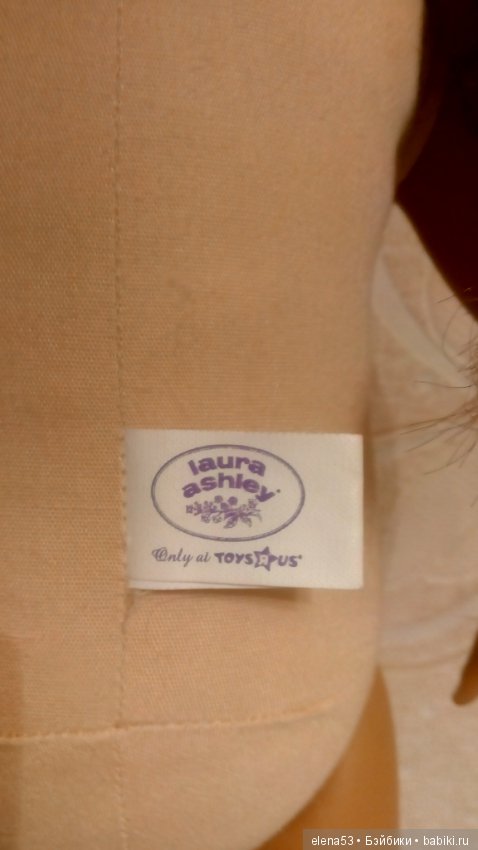 laura
ashley
Only at TOYS R US
elena53 • Бэйбики • babiki.ru